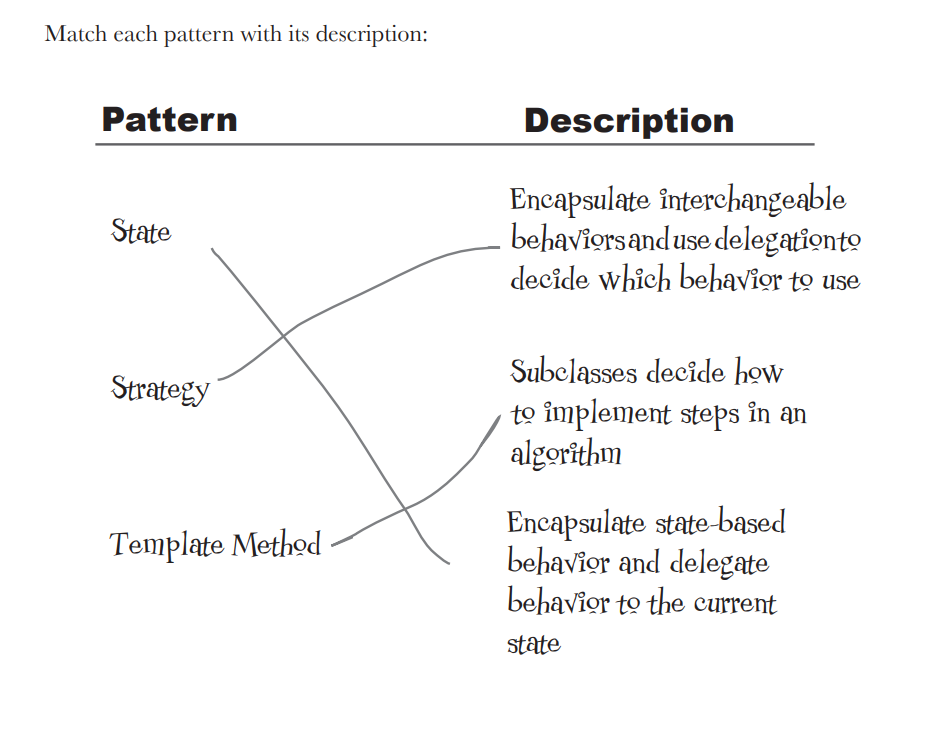 Match each pattern with its description:
Pattern
Description
State
Encapsulate interchangeable
behaviors and use delegation to
decide which behavior to use
Strategy
Subclasses decide how
to implement steps in an
algorithm
Template Method
Encapsulate state-based
behavior and delegate
behavior to the current
state